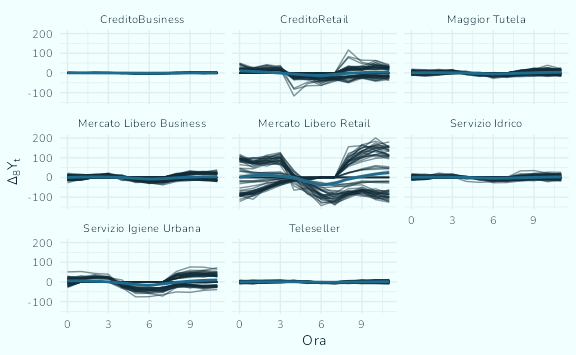 CreditoBusiness CreditoRetail Maggior Tutela
200
100
0
-100
Mercato Libero Business Mercato Libero Retail Servizio Idrico
200
100
0
-100
0 3 6 9
Servizio Igiene Urbana Teleseller
200
100
0
-100
0 3 6 9 0 3 6 9
Δ₈Yₜ
Ora